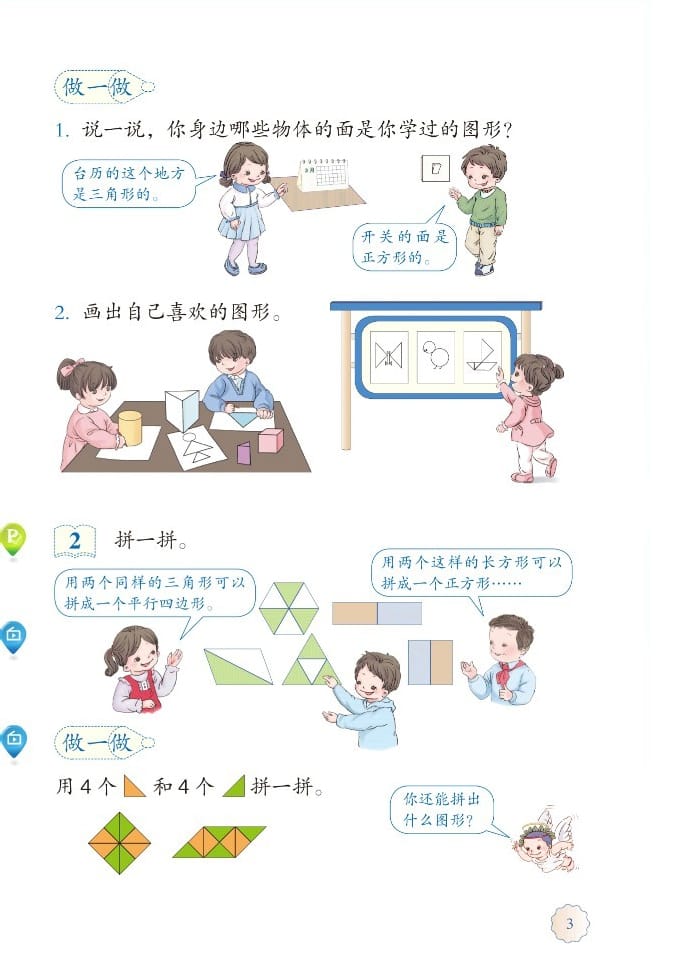 做一做
1. 说一说，你身边哪些物体的面是你学过的图形？
台历的这个地方
是三角形的。
开关的面是
正方形的。
2. 画出自己喜欢的图形。
2 拼一拼。
用两个同样的三角形可以
拼成一个平行四边形。
用两个这样的长方形可以
拼成一个正方形……
做一做
用4个 和4个 拼一拼。
你还能拼出
什么图形？
3